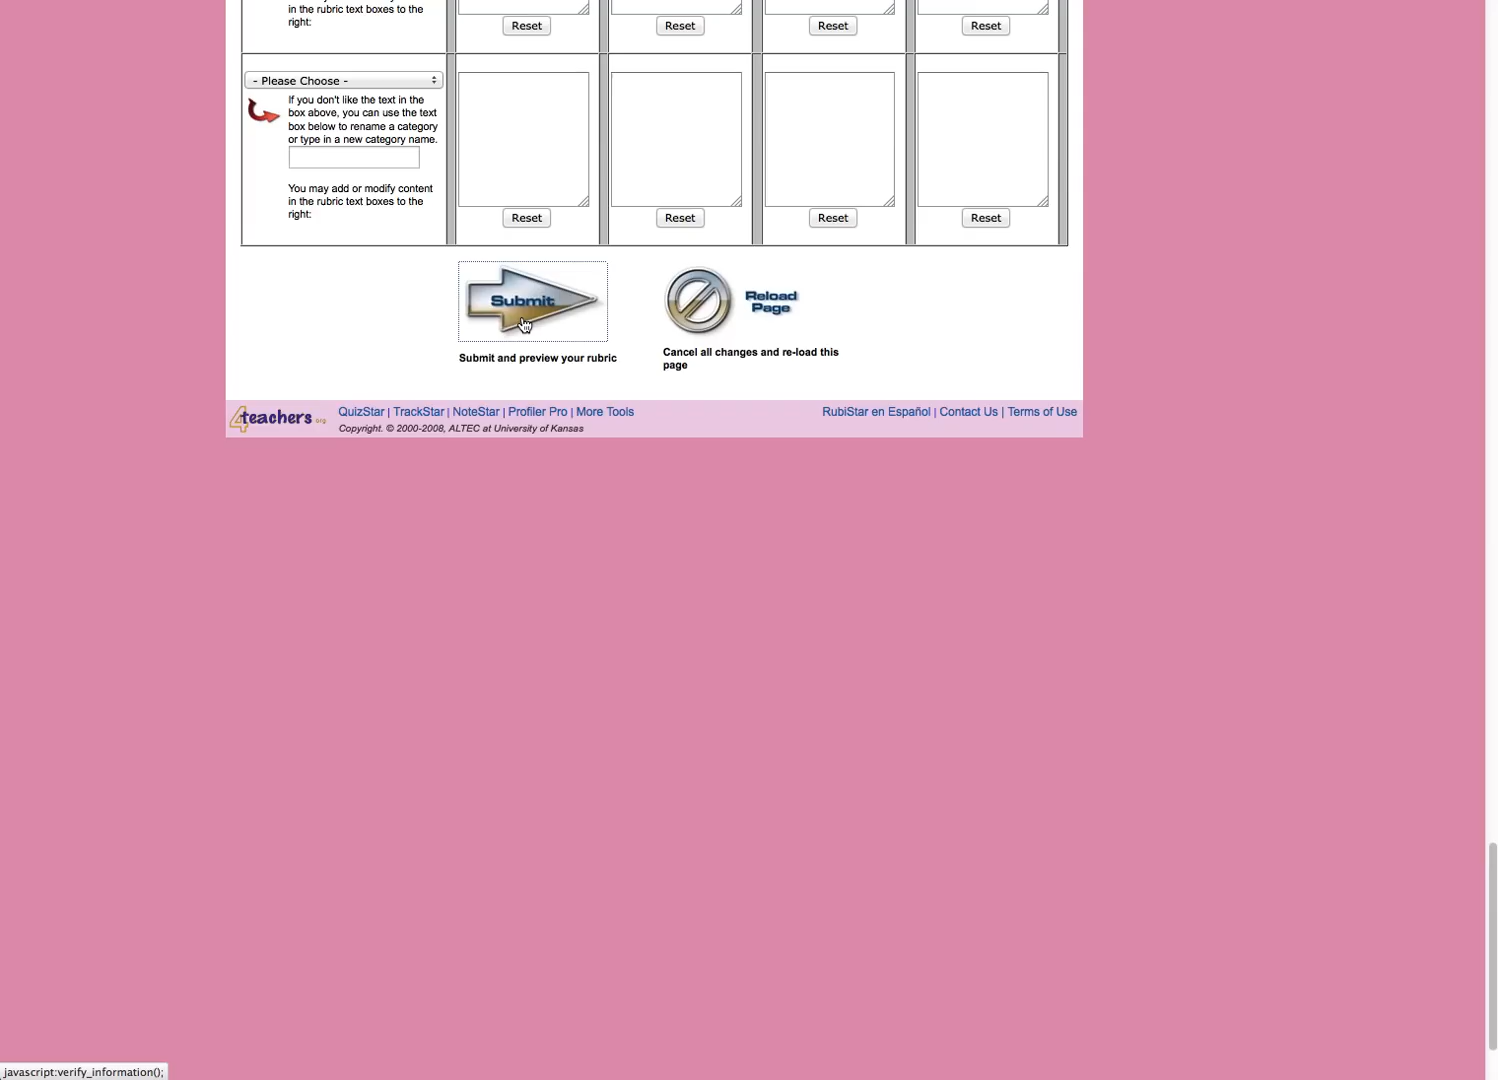 in the rubric text boxes to the
right:
Reset Reset Reset Reset
- Please Choose -
If you don't like the text in the
box above, you can use the text
box below to rename a category
or type in a new category name.
You may add or modify content
in the rubric text boxes to the
right:
Reset Reset Reset Reset
Submit
Reload
Page
Submit and preview your rubric
Cancel all changes and re-load this
page
4teachers.org
QuizStar | TrackStar | NoteStar | Profiler Pro | More Tools
RubiStar en Español | Contact Us | Terms of Use
Copyright. © 2000-2008, ALTEC at University of Kansas
javascript:verify_information();